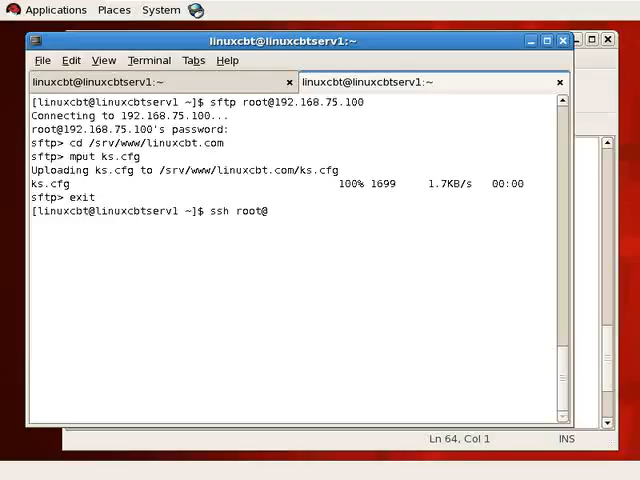 Applications Places System
linuxcbt@linuxcbtserv1:~
File Edit View Terminal Tabs Help
linuxcbt@linuxcbtserv1:~ linuxcbt@linuxcbtserv1:~
[linuxcbt@linuxcbtserv1 ~]$ sftp root@192.168.75.100
Connecting to 192.168.75.100...
root@192.168.75.100's password:
sftp> cd /srv/www/linuxcbt.com
sftp> mput ks.cfg
Uploading ks.cfg to /srv/www/linuxcbt.com/ks.cfg
ks.cfg 100% 1699 1.7KB/s 00:00
sftp> exit
[linuxcbt@linuxcbtserv1 ~]$ ssh root@
Ln 64, Col 1 INS